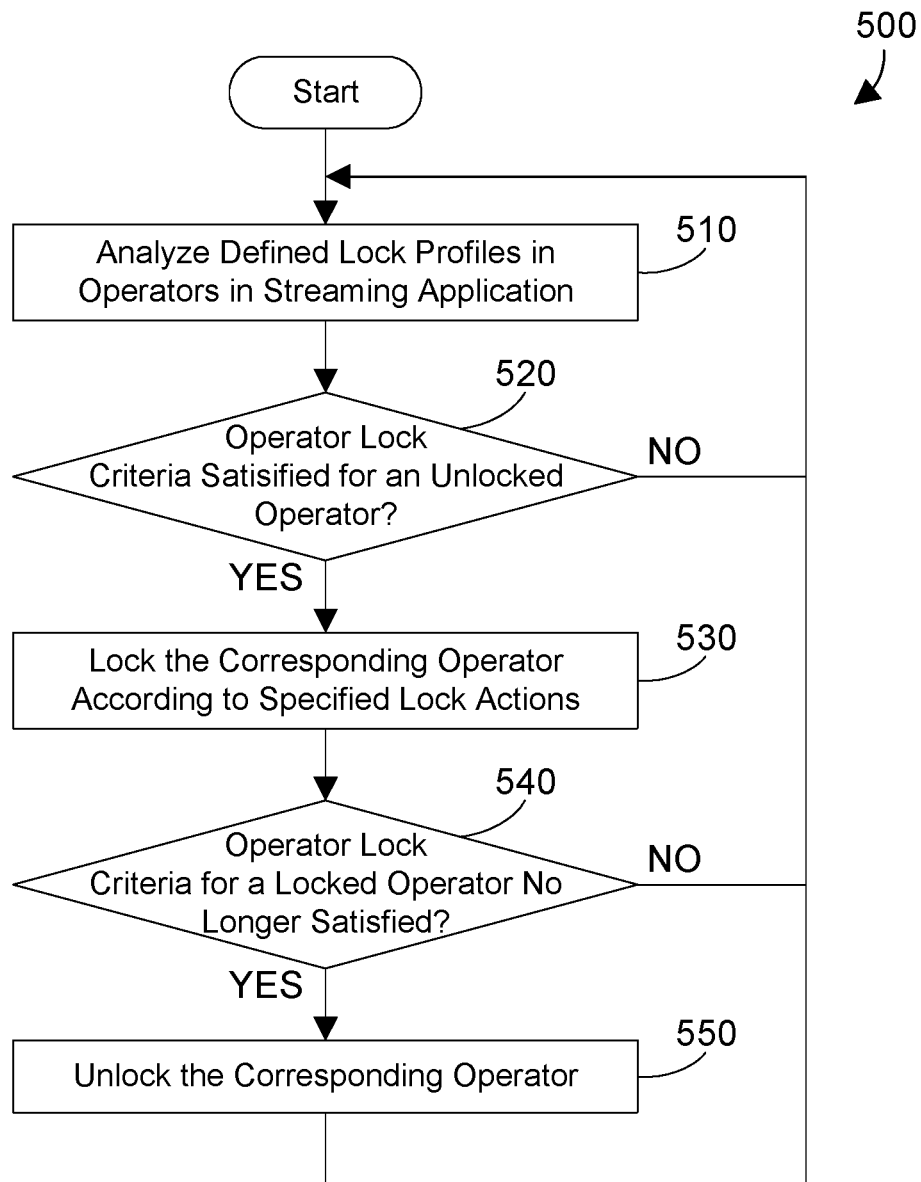 500
Start
Analyze Defined Lock Profiles in
Operators in Streaming Application
510
520
Operator Lock
Criteria Satisified for an Unlocked
Operator?
NO
YES
Lock the Corresponding Operator
According to Specified Lock Actions
530
540
Operator Lock
Criteria for a Locked Operator No
Longer Satisfied?
NO
YES
Unlock the Corresponding Operator
550